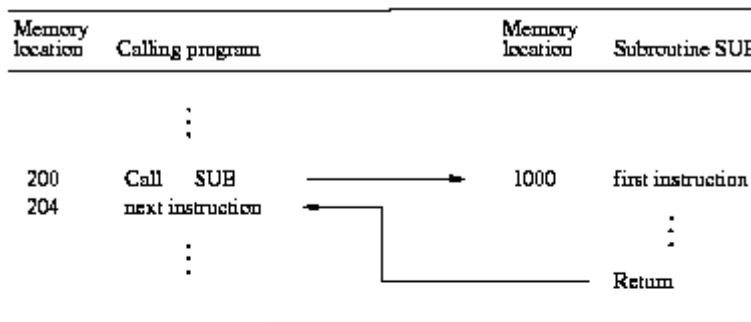 Memory location Calling program Memory location Subroutine SUB
200 Call SUB 1000 first instruction
204 next instruction
Return